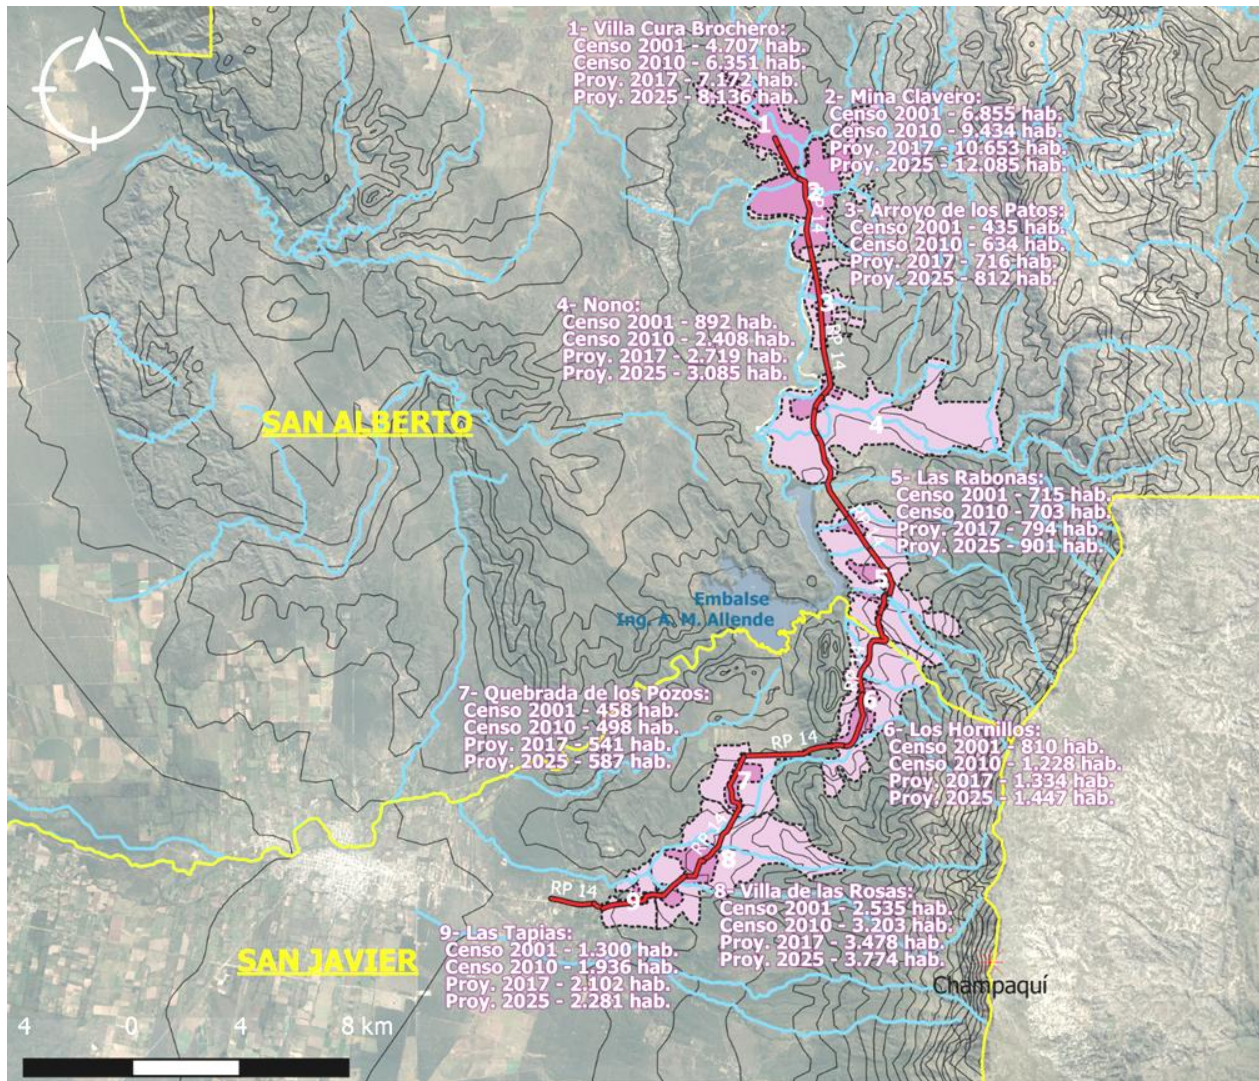 1- Villa Cura Brochero:
Censo 2001 - 4.707 hab.
Censo 2010 - 6.351 hab.
Proy. 2017 - 7.172 hab.
Proy. 2025 - 8.136 hab.
2- Mina Clavero:
Censo 2001 - 6.855 hab.
Censo 2010 - 9.434 hab.
Proy. 2017 - 10.653 hab.
Proy. 2025 - 12.085 hab.
1
2
RP 14
3- Arroyo de los Patos:
Censo 2001 - 435 hab.
Censo 2010 - 634 hab.
Proy. 2017 - 716 hab.
Proy. 2025 - 812 hab.
3
RP 14
4- Nono:
Censo 2001 - 892 hab.
Censo 2010 - 2.408 hab.
Proy. 2017 - 2.719 hab.
Proy. 2025 - 3.085 hab.
SAN ALBERTO
4
5- Las Rabonas:
Censo 2001 - 715 hab.
Censo 2010 - 703 hab.
Proy. 2017 - 794 hab.
Proy. 2025 - 901 hab.
5
Embalse
Ing. A. M. Allende
7- Quebrada de los Pozos:
Censo 2001 - 458 hab.
Censo 2010 - 498 hab.
Proy. 2017 - 541 hab.
Proy. 2025 - 587 hab.
6
6- Los Hornillos:
Censo 2001 - 810 hab.
Censo 2010 - 1.228 hab.
Proy. 2017 - 1.334 hab.
Proy. 2025 - 1.447 hab.
RP 14
7
RP 14
8
RP 14
9
8- Villa de las Rosas:
Censo 2001 - 2.535 hab.
Censo 2010 - 3.203 hab.
Proy. 2017 - 3.478 hab.
Proy. 2025 - 3.774 hab.
9- Las Tapias:
Censo 2001 - 1.300 hab.
Censo 2010 - 1.936 hab.
Proy. 2017 - 2.102 hab.
Proy. 2025 - 2.281 hab.
SAN JAVIER
Champaquí
4 0 4 8 km